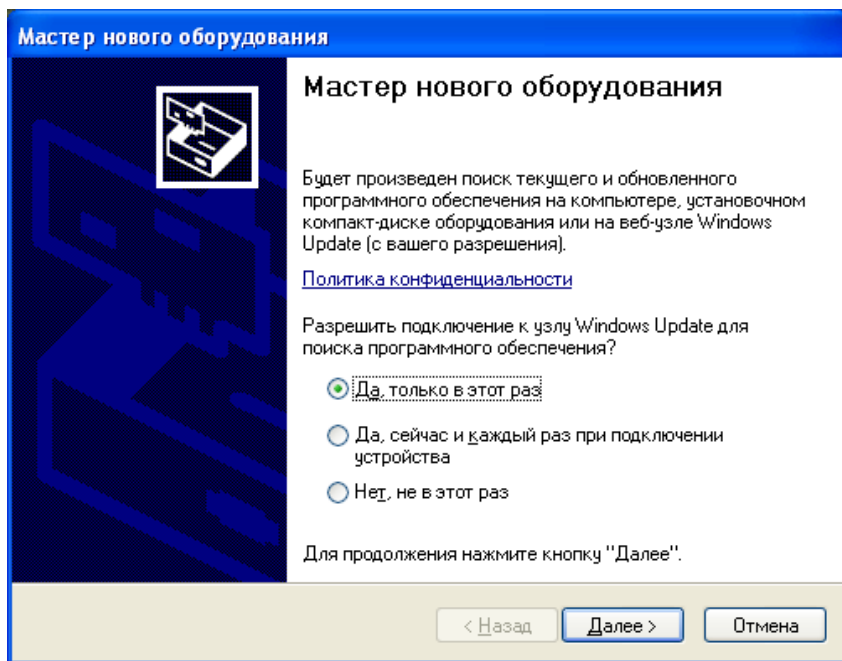 Мастер нового оборудования
Мастер нового оборудования
Будет произведен поиск текущего и обновленного
программного обеспечения на компьютере, установочном
компакт-диске оборудования или на веб-узле Windows
Update (с вашего разрешения).
Политика конфиденциальности
Разрешить подключение к узлу Windows Update для
поиска программного обеспечения?
Да, только в этот раз
Да, сейчас и каждый раз при подключении
устройства
Нет, не в этот раз
Для продолжения нажмите кнопку "Далее".
< Назад Далее > Отмена